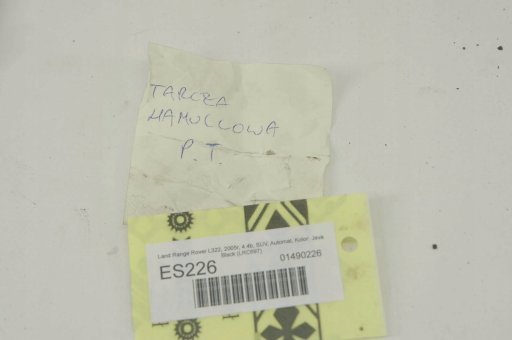 TARCZA
HAMULCOWA
P.T.
Land Range Rover L322, 2005r, 4.4b, SUV, Automat, Kolor: Java
Black (LRC697)
ES226
01490226